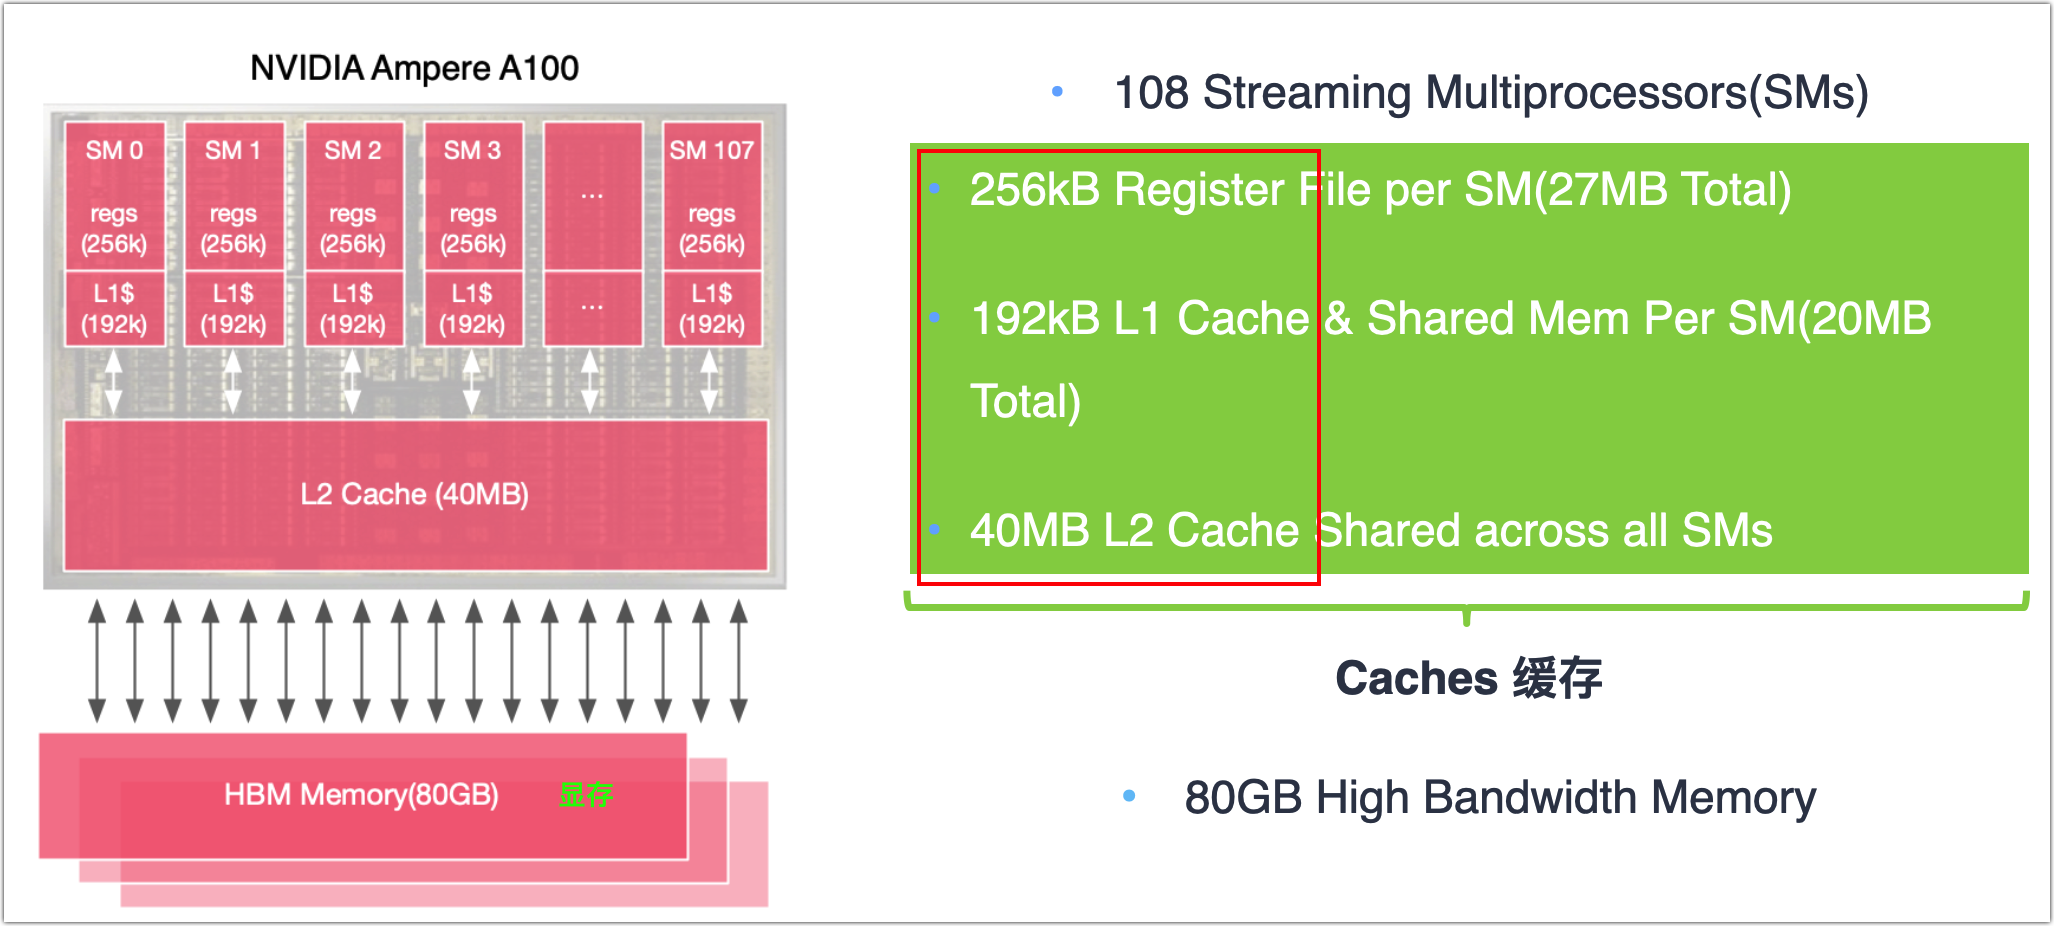 NVIDIA Ampere A100
SM 0
SM 1
SM 2
SM 3
...
SM 107
regs
(256k)
regs
(256k)
regs
(256k)
regs
(256k)
regs
(256k)
L1$
(192k)
L1$
(192k)
L1$
(192k)
L1$
(192k)
...
L1$
(192k)
L2 Cache (40MB)
HBM Memory(80GB) 显存
• 108 Streaming Multiprocessors(SMs)
• 256kB Register File per SM(27MB Total)
• 192kB L1 Cache & Shared Mem Per SM(20MB
Total)
• 40MB L2 Cache Shared across all SMs
Caches 缓存
• 80GB High Bandwidth Memory